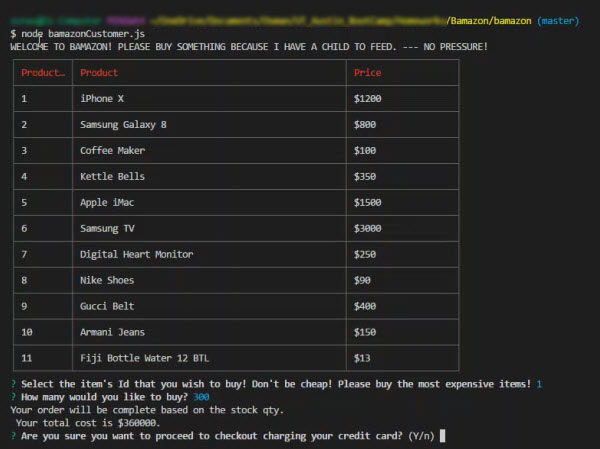 /Bamazon/bamazon (master)
$ node bamazonCustomer.js
WELCOME TO BAMAZON! PLEASE BUY SOMETHING BECAUSE I HAVE A CHILD TO FEED. --- NO PRESSURE!
Product… Product Price
1 iPhone X $1200
2 Samsung Galaxy 8 $800
3 Coffee Maker $100
4 Kettle Bells $350
5 Apple iMac $1500
6 Samsung TV $3000
7 Digital Heart Monitor $250
8 Nike Shoes $90
9 Gucci Belt $400
10 Armani Jeans $150
11 Fiji Bottle Water 12 BTL $13
? Select the item's Id that you wish to buy! Don't be cheap! Please buy the most expensive items! 1
? How many would you like to buy? 300
Your order will be complete based on the stock qty.
Your total cost is $360000.
? Are you sure you want to proceed to checkout charging your credit card? (Y/n)